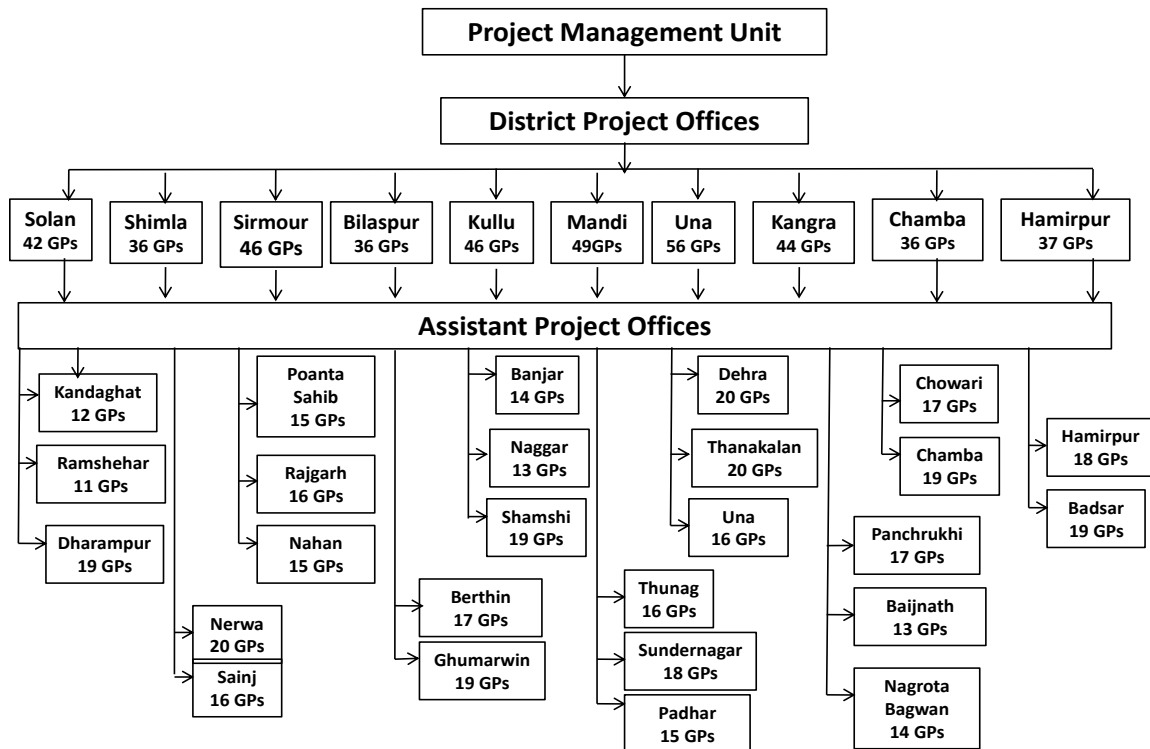 Project Management Unit
District Project Offices
Solan
42 GPs
Shimla
36 GPs
Sirmour
46 GPs
Bilaspur
36 GPs
Kullu
46 GPs
Mandi
49GPs
Una
56 GPs
Kangra
44 GPs
Chamba
36 GPs
Hamirpur
37 GPs
Assistant Project Offices
Kandaghat
12 GPs
Ramshehar
11 GPs
Dharampur
19 GPs
Nerwa
20 GPs
Sainj
16 GPs
Poanta
Sahib
15 GPs
Rajgarh
16 GPs
Nahan
15 GPs
Berthin
17 GPs
Ghumarwin
19 GPs
Banjar
14 GPs
Naggar
13 GPs
Shamshi
19 GPs
Thunag
16 GPs
Sundernagar
18 GPs
Padhar
15 GPs
Dehra
20 GPs
Thanakalan
20 GPs
Una
16 GPs
Panchrukhi
17 GPs
Baijnath
13 GPs
Nagrota
Bagwan
14 GPs
Chowari
17 GPs
Chamba
19 GPs
Hamirpur
18 GPs
Badsar
19 GPs